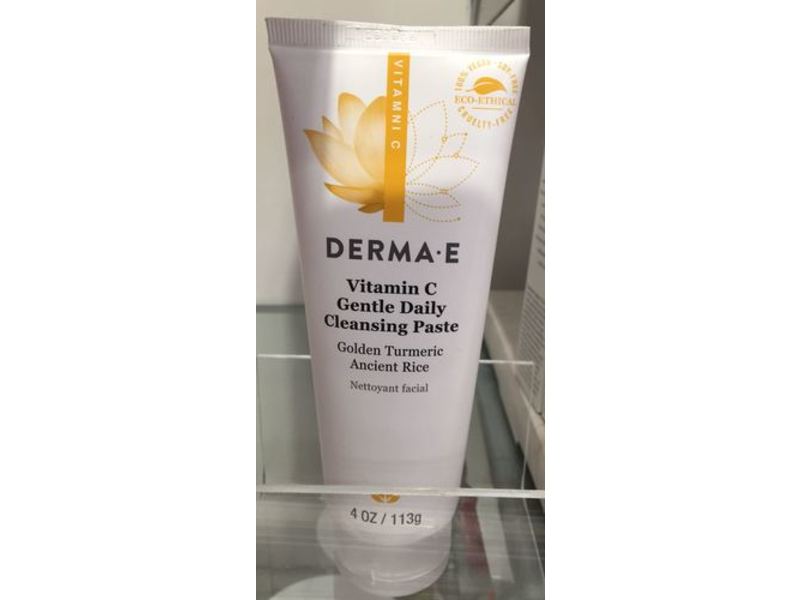 VITAMNI C
100% VEGAN · SOY-FREE
ECO-ETHICAL
CRUELTY-FREE
DERMA·E
Vitamin C
Gentle Daily
Cleansing Paste
Golden Turmeric
Ancient Rice
Nettoyant facial
4 OZ / 113g